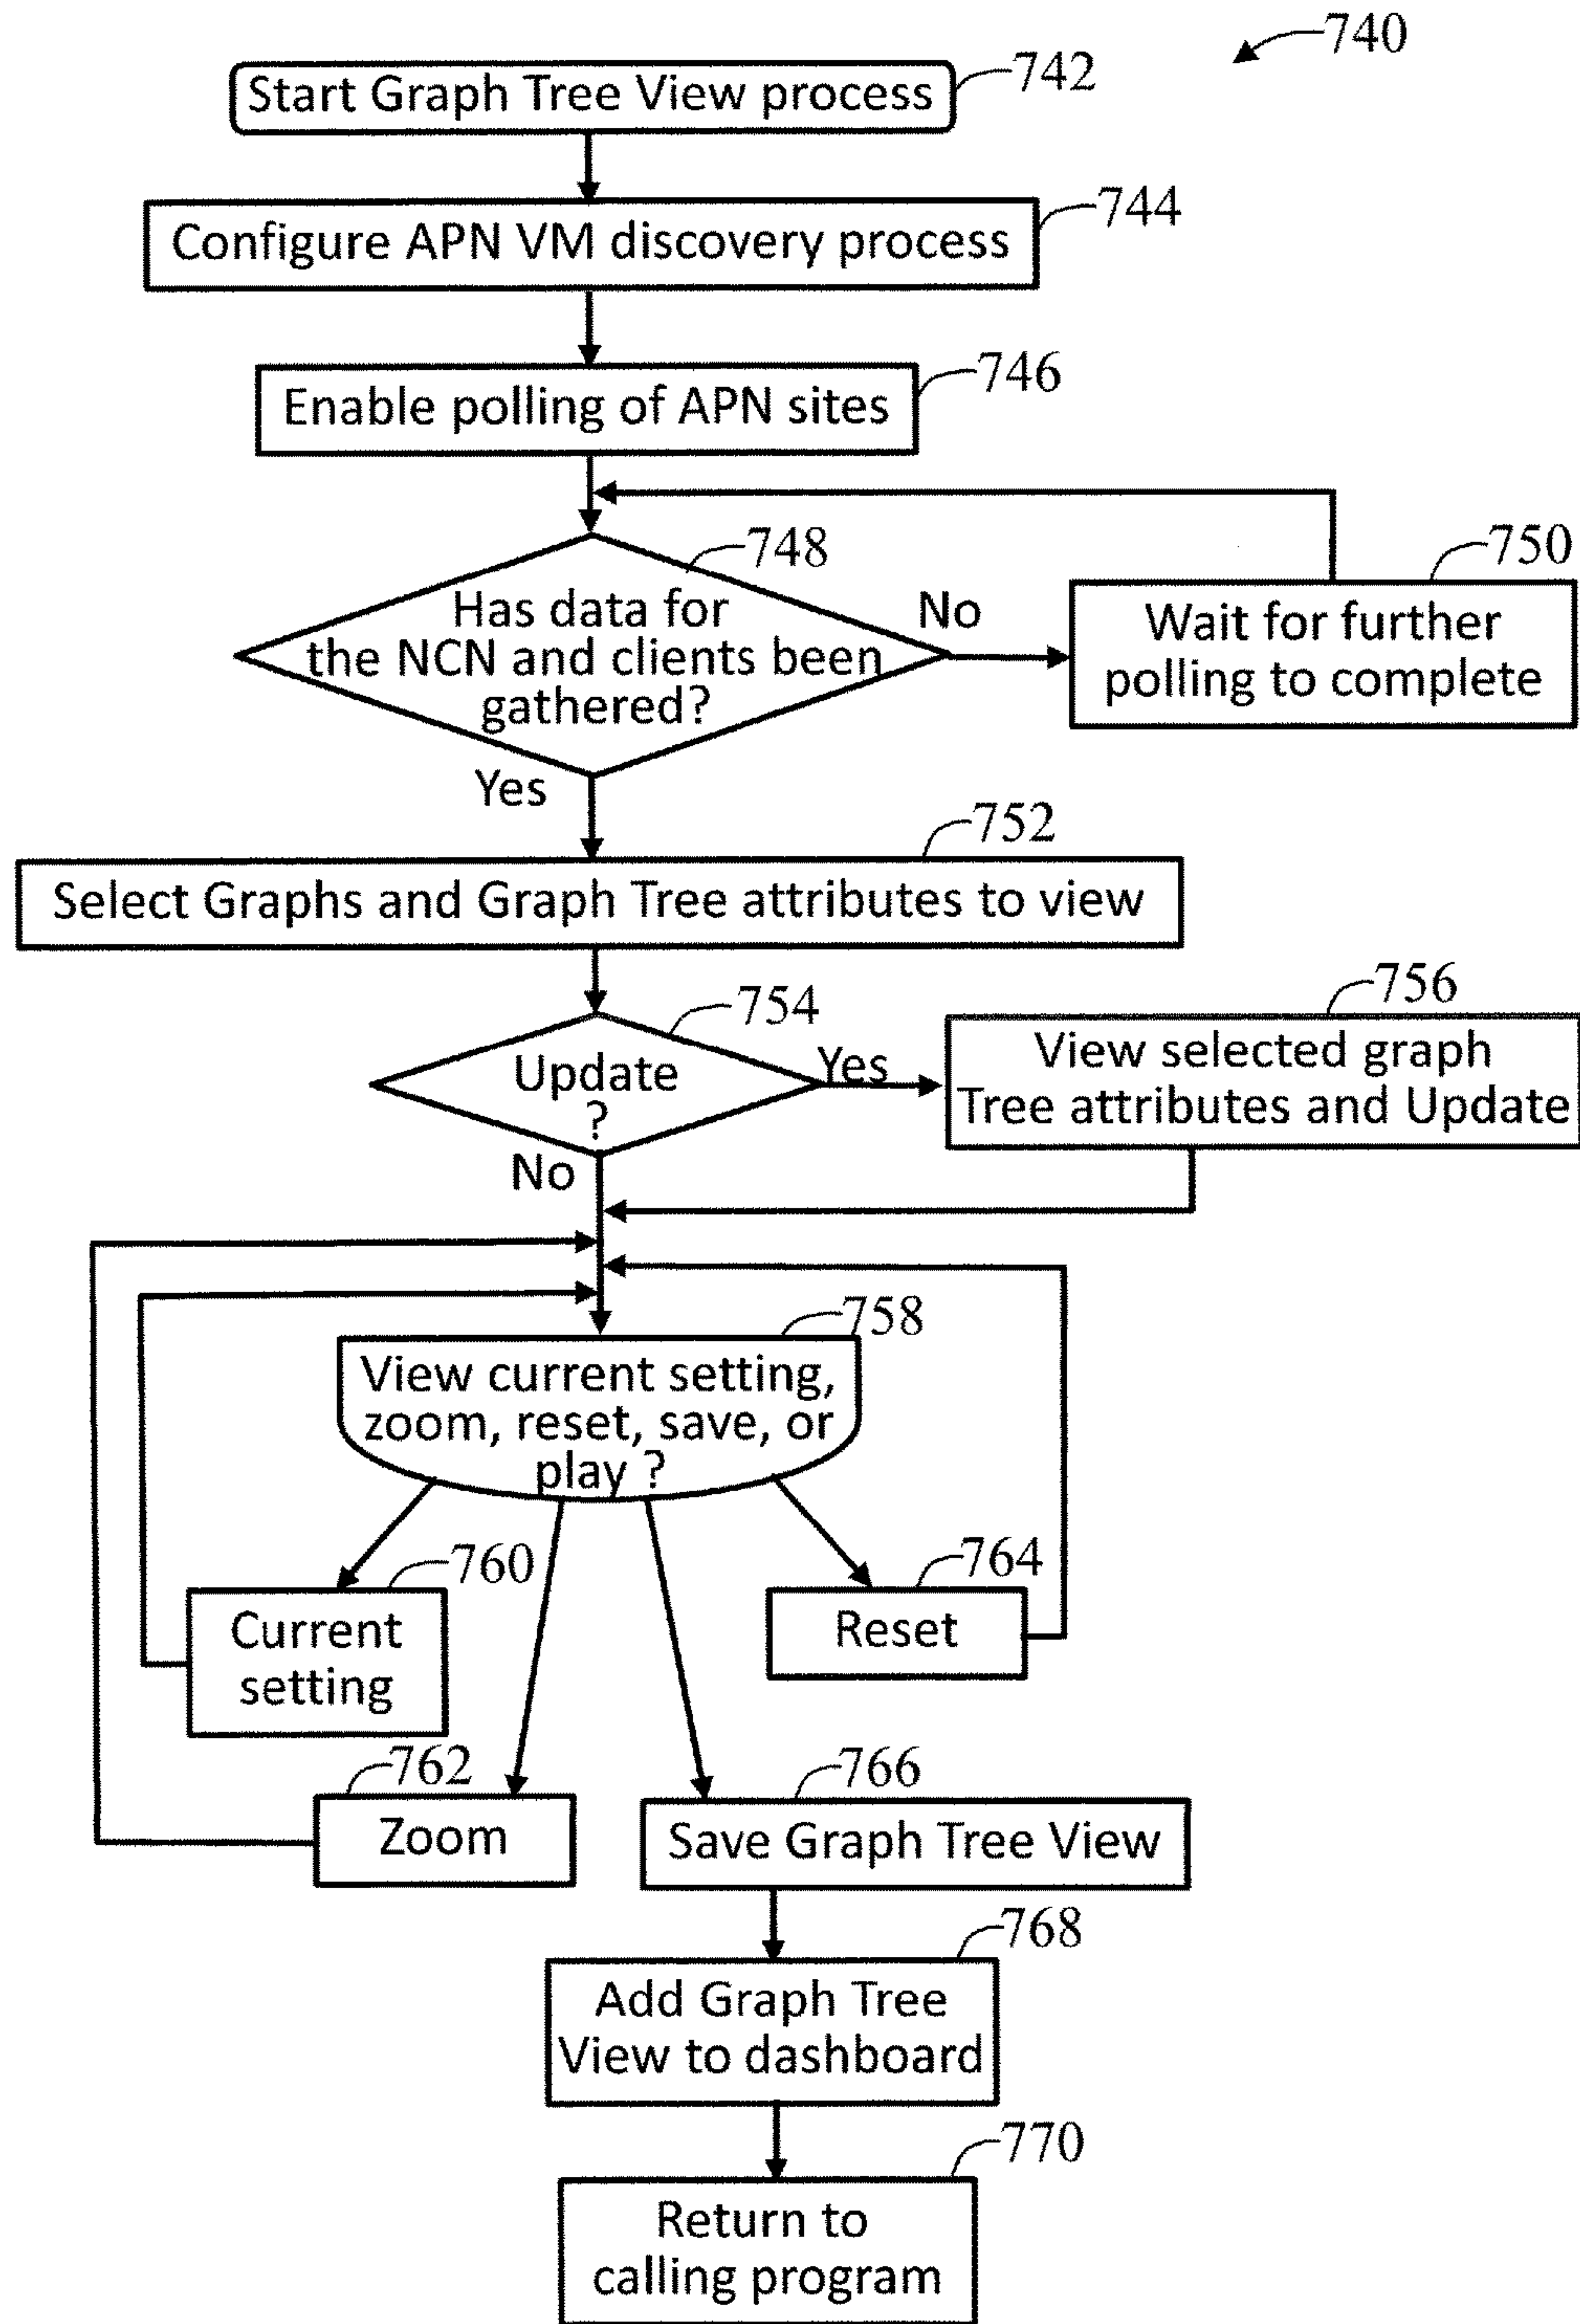 740
Start Graph Tree View process
742
Configure APN VM discovery process
744
Enable polling of APN sites
746
748
Has data for
the NCN and clients been
gathered?
No
750
Wait for further
polling to complete
Yes
752
Select Graphs and Graph Tree attributes to view
754
Update
?
Yes
756
View selected graph
Tree attributes and Update
No
758
View current setting,
zoom, reset, save, or
play ?
760
Current
setting
764
Reset
762
Zoom
766
Save Graph Tree View
768
Add Graph Tree
View to dashboard
770
Return to
calling program